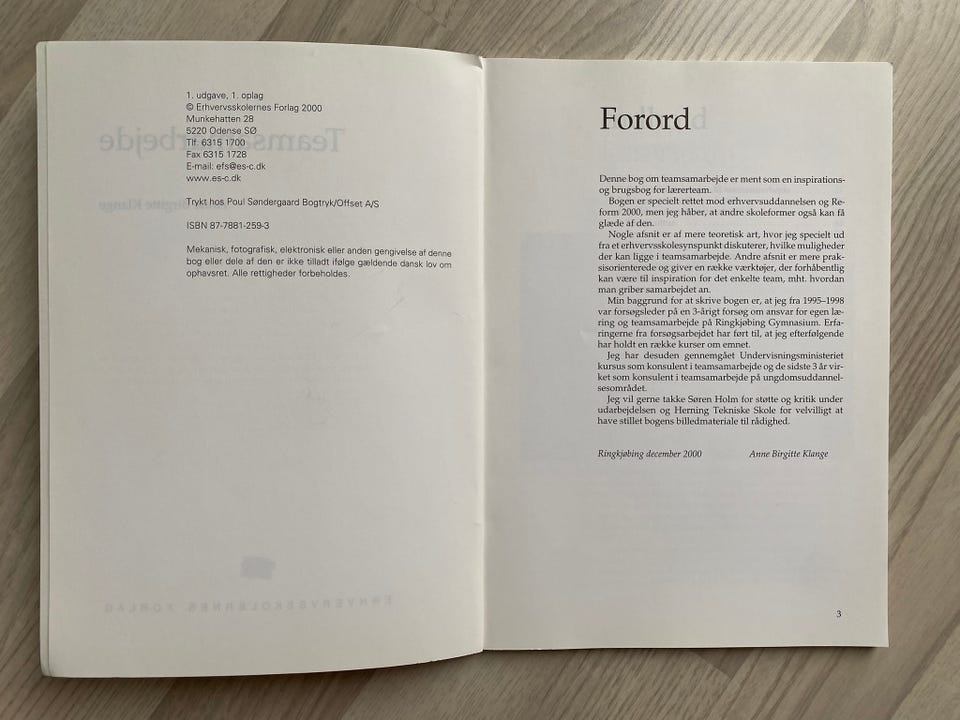 1. udgave, 1. oplag
© Erhvervsskolernes Forlag 2000
Munkehatten 28
5220 Odense SØ
Tlf. 6315 1700
Fax 6315 1728
E-mail: efs@es-c.dk
www.es-c.dk
Trykt hos Poul Søndergaard Bogtryk/Offset A/S
ISBN 87-7881-259-3
Mekanisk, fotografisk, elektronisk eller anden gengivelse af denne
bog eller dele af den er ikke tilladt ifølge gældende dansk lov om
ophavsret. Alle rettigheder forbeholdes.
Forord
Denne bog om teamsamarbejde er ment som en inspirations-
og brugsbog for lærerteam.
Bogen er specielt rettet mod erhvervsuddannelsen og Re-
form 2000, men jeg håber, at andre skoleformer også kan få
glæde af den.
Nogle afsnit er af mere teoretisk art, hvor jeg specielt ud
fra et erhvervsskolesynspunkt diskuterer, hvilke muligheder
der kan ligge i teamsamarbejde. Andre afsnit er mere prak-
sisorienterede og giver en række værktøjer, der forhåbentlig
kan være til inspiration for det enkelte team, mht. hvordan
man griber samarbejdet an.
Min baggrund for at skrive bogen er, at jeg fra 1995–1998
var forsøgsleder på en 3-årigt forsøg om ansvar for egen læ-
ring og teamsamarbejde på Ringkjøbing Gymnasium. Erfa-
ringerne fra forsøgsarbejdet har ført til, at jeg efterfølgende
har holdt en række kurser om emnet.
Jeg har desuden gennemgået Undervisningsministeriet
kursus som konsulent i teamsamarbejde og de sidste 3 år vir-
ket som konsulent i teamsamarbejde på ungdomsuddannel-
sesområdet.
Jeg vil gerne takke Søren Holm for støtte og kritik under
udarbejdelsen og Herning Tekniske Skole for velvilligt at
have stillet bogens billedmateriale til rådighed.
Ringkjøbing december 2000 Anne Birgitte Klange
3